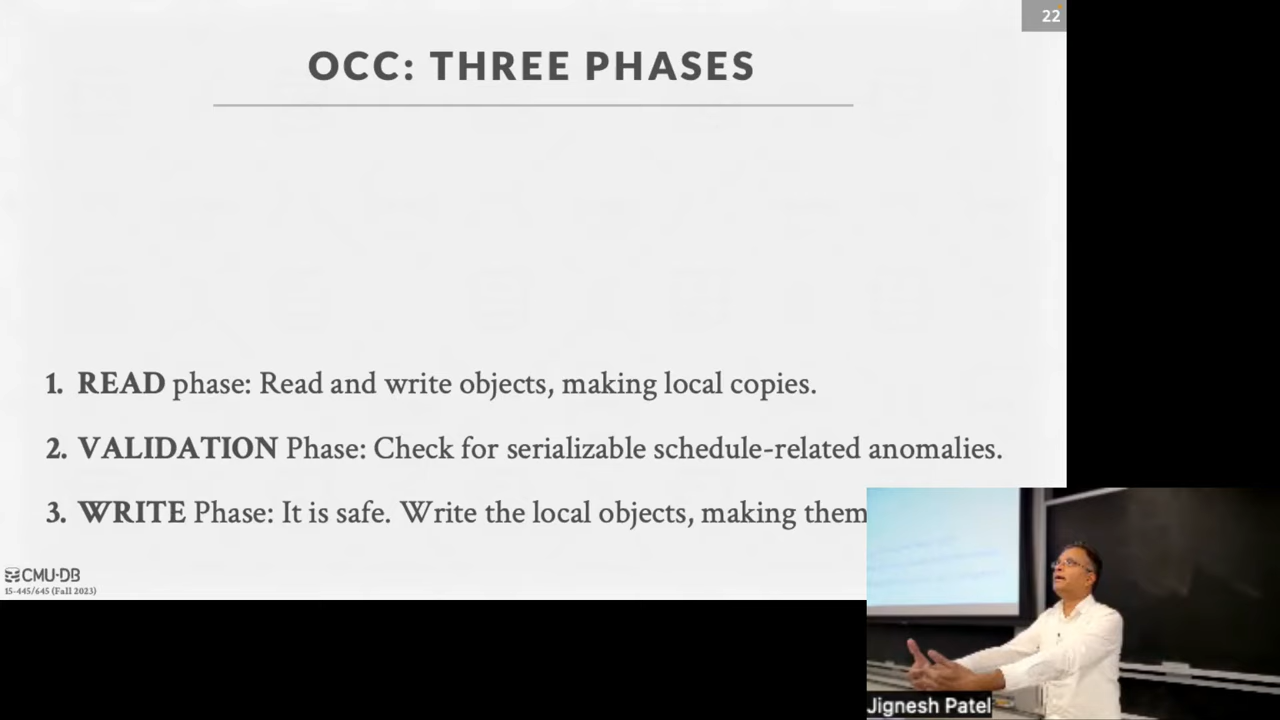 22
OCC: THREE PHASES
1. READ phase: Read and write objects, making local copies.
2. VALIDATION Phase: Check for serializable schedule-related anomalies.
3. WRITE Phase: It is safe. Write the local objects, making them
CMU·DB
15-445/645 (Fall 2023)
Jignesh Patel